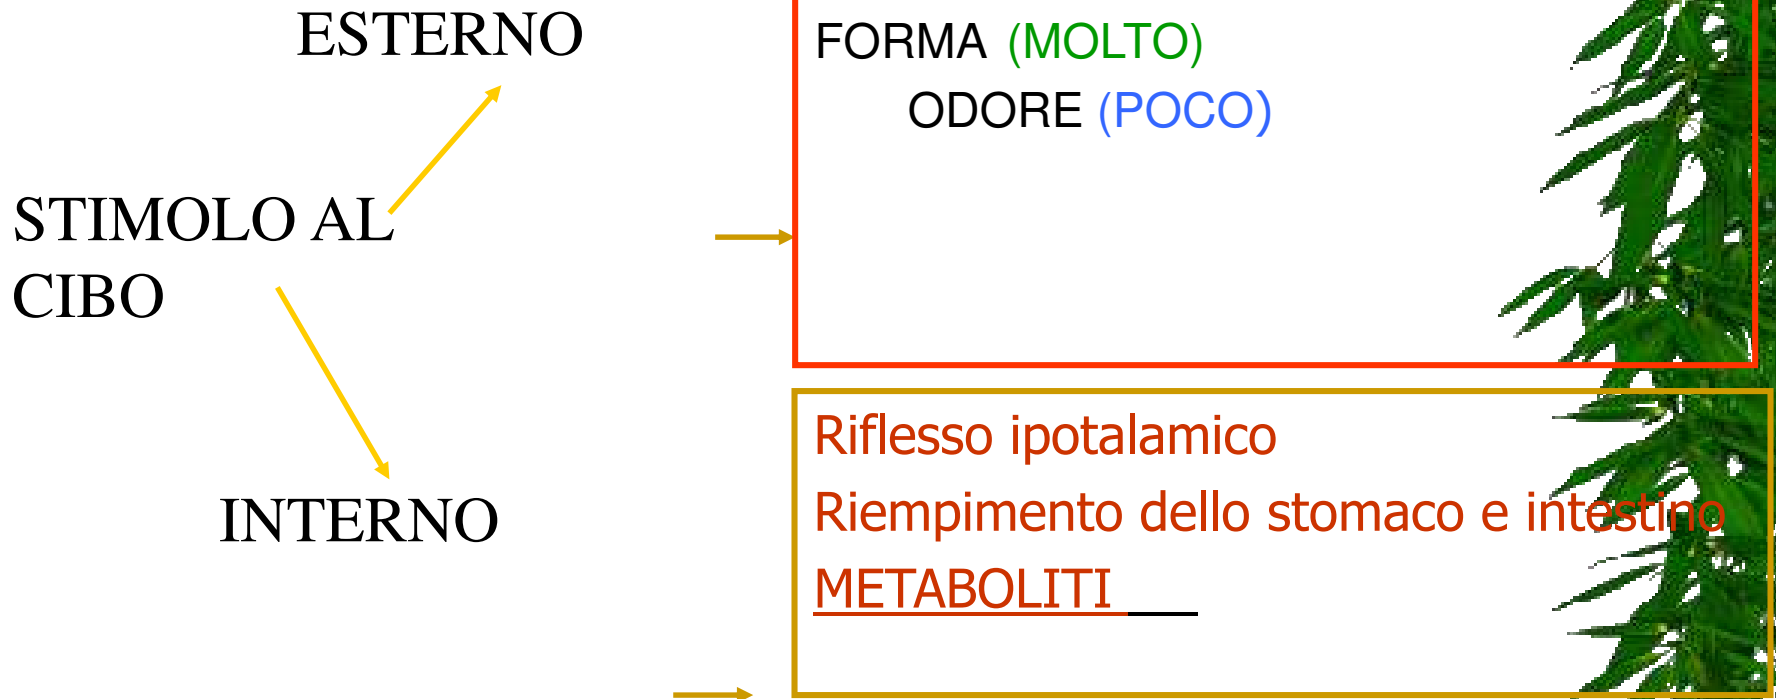 ESTERNO
FORMA (MOLTO)
ODORE (POCO)
STIMOLO AL
CIBO
INTERNO
Riflesso ipotalamico
Riempimento dello stomaco e intestino
METABOLITI